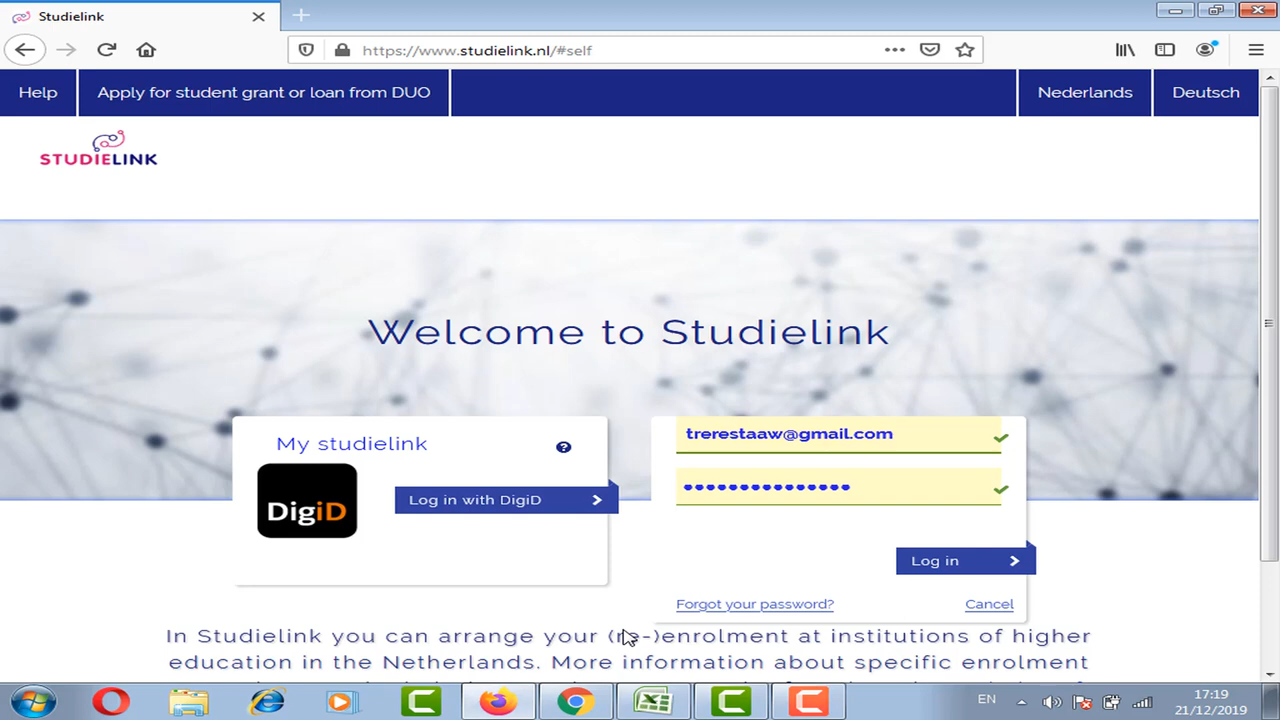 Studielink
https://www.studielink.nl/#self
Help
Apply for student grant or loan from DUO
Nederlands
Deutsch
STUDIELINK
Welcome to Studielink
My studielink
DigiD
Log in with DigiD
trerestaaw@gmail.com
Log in
Forgot your password?
Cancel
In Studielink you can arrange your (re-)enrolment at institutions of higher
education in the Netherlands. More information about specific enrolment
EN
17:19
21/12/2019